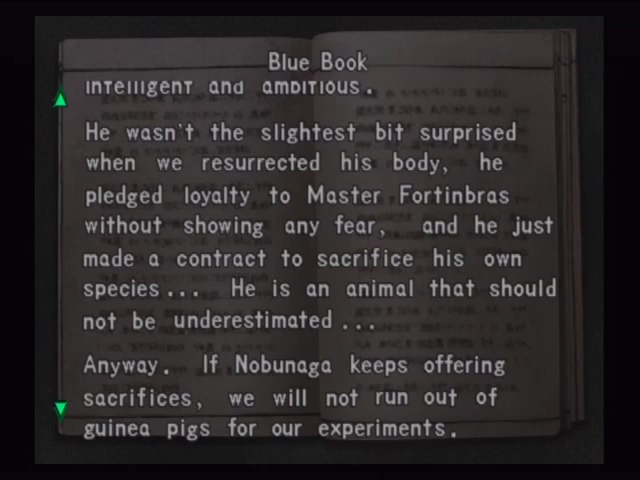 Blue Book
intelligent and ambitious.
He wasn't the slightest bit surprised
when we resurrected his body, he
pledged loyalty to Master Fortinbras
without showing any fear, and he just
made a contract to sacrifice his own
species... He is an animal that should
not be underestimated...
Anyway. If Nobunaga keeps offering
sacrifices, we will not run out of
guinea pigs for our experiments.